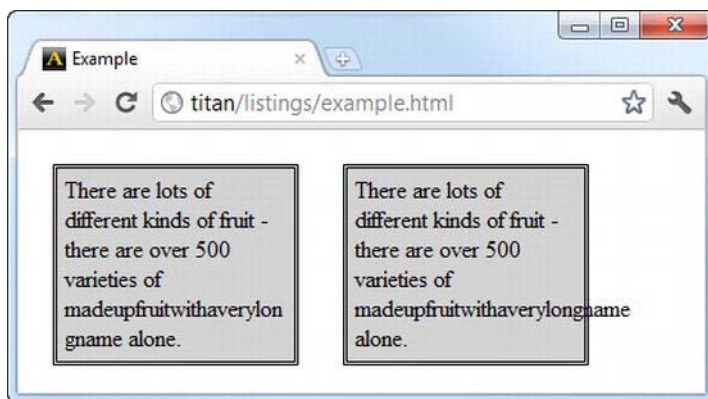 Example
titan/listings/example.html
There are lots of
different kinds of fruit -
there are over 500
varieties of
madeupfruitwithaverylon
gname alone.
There are lots of
different kinds of fruit -
there are over 500
varieties of
madeupfruitwithaverylongname
alone.